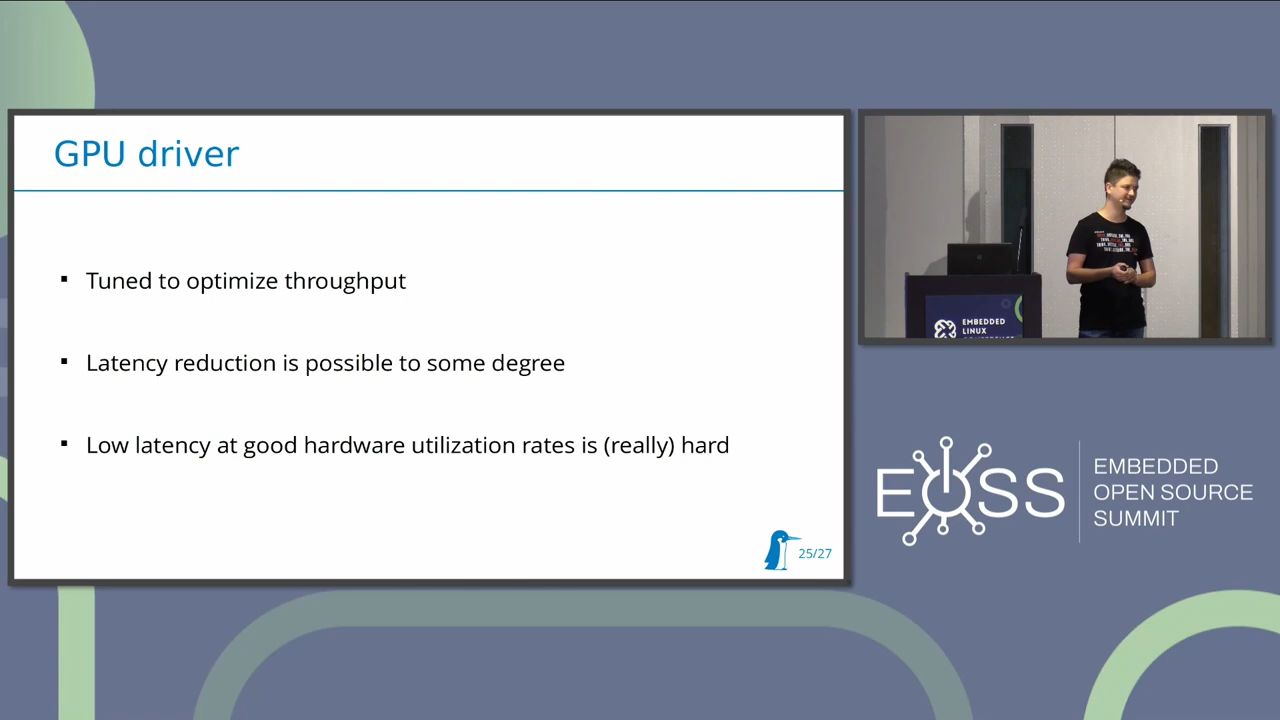 GPU driver
▪ Tuned to optimize throughput
▪ Latency reduction is possible to some degree
▪ Low latency at good hardware utilization rates is (really) hard
25/27
EMBEDDED
LINUX
EOSS
EMBEDDED
OPEN SOURCE
SUMMIT